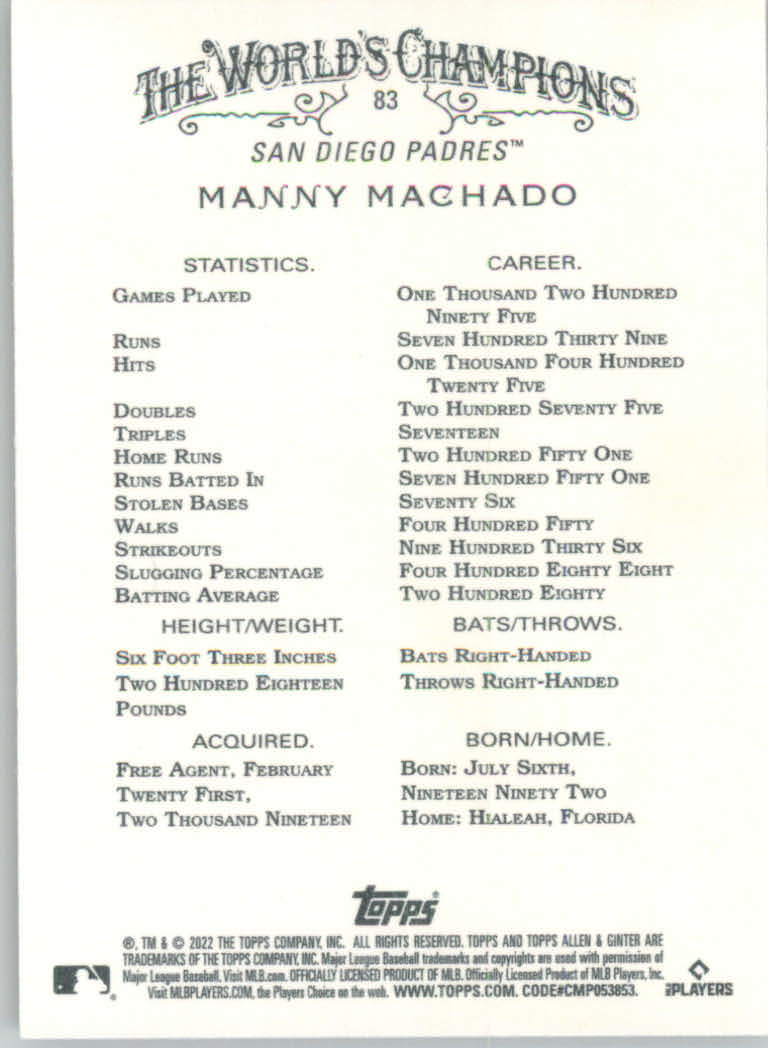 THE WORLD'S CHAMPIONS
83
SAN DIEGO PADRES™
MANNY MACHADO
STATISTICS. CAREER.
GAMES PLAYED ONE THOUSAND TWO HUNDRED
NINETY FIVE
RUNS SEVEN HUNDRED THIRTY NINE
HITS ONE THOUSAND FOUR HUNDRED
TWENTY FIVE
DOUBLES TWO HUNDRED SEVENTY FIVE
TRIPLES SEVENTEEN
HOME RUNS TWO HUNDRED FIFTY ONE
RUNS BATTED IN SEVEN HUNDRED FIFTY ONE
STOLEN BASES SEVENTY SIX
WALKS FOUR HUNDRED FIFTY
STRIKEOUTS NINE HUNDRED THIRTY SIX
SLUGGING PERCENTAGE FOUR HUNDRED EIGHTY EIGHT
BATTING AVERAGE TWO HUNDRED EIGHTY
HEIGHT/WEIGHT. BATS/THROWS.
SIX FOOT THREE INCHES BATS RIGHT-HANDED
TWO HUNDRED EIGHTEEN THROWS RIGHT-HANDED
POUNDS
ACQUIRED. BORN/HOME.
FREE AGENT, FEBRUARY BORN: JULY SIXTH,
TWENTY FIRST, NINETEEN NINETY TWO
TWO THOUSAND NINETEEN HOME: HIALEAH, FLORIDA
Topps®
®, TM & © 2022 THE TOPPS COMPANY, INC. ALL RIGHTS RESERVED. TOPPS AND TOPPS ALLEN & GINTER ARE
TRADEMARKS OF THE TOPPS COMPANY, INC. Major League Baseball trademarks and copyrights are used with permission of
Major League Baseball. Visit MLB.com. OFFICIALLY LICENSED PRODUCT OF MLB. Officially Licensed Product of MLB Players, Inc.
Visit MLBPLAYERS.COM, the Players Choice on the web. WWW.TOPPS.COM. CODE#CMP053853.
PLAYERS